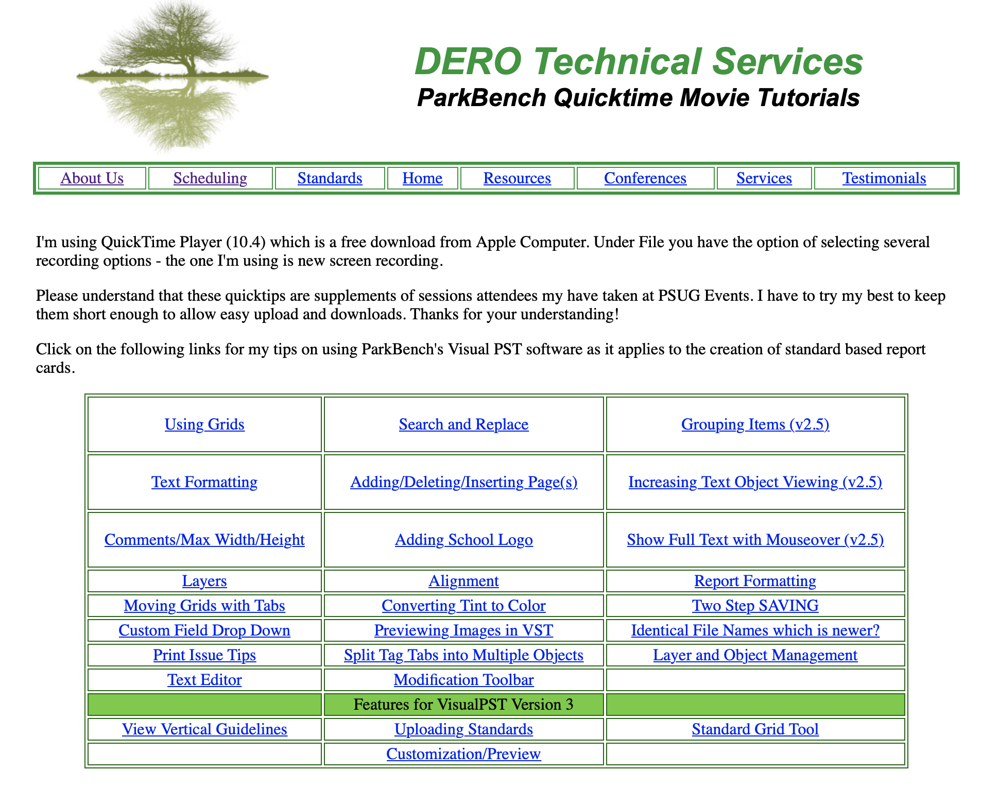 DERO Technical Services
ParkBench Quicktime Movie Tutorials
About Us Scheduling Standards Home Resources Conferences Services Testimonials
I'm using QuickTime Player (10.4) which is a free download from Apple Computer. Under File you have the option of selecting several
recording options - the one I'm using is new screen recording.
Please understand that these quicktips are supplements of sessions attendees my have taken at PSUG Events. I have to try my best to keep
them short enough to allow easy upload and downloads. Thanks for your understanding!
Click on the following links for my tips on using ParkBench's Visual PST software as it applies to the creation of standard based report
cards.
Using Grids Search and Replace Grouping Items (v2.5)
Text Formatting Adding/Deleting/Inserting Page(s) Increasing Text Object Viewing (v2.5)
Comments/Max Width/Height Adding School Logo Show Full Text with Mouseover (v2.5)
Layers Alignment Report Formatting
Moving Grids with Tabs Converting Tint to Color Two Step SAVING
Custom Field Drop Down Previewing Images in VST Identical File Names which is newer?
Print Issue Tips Split Tag Tabs into Multiple Objects Layer and Object Management
Text Editor Modification Toolbar
Features for VisualPST Version 3
View Vertical Guidelines Uploading Standards Standard Grid Tool
Customization/Preview